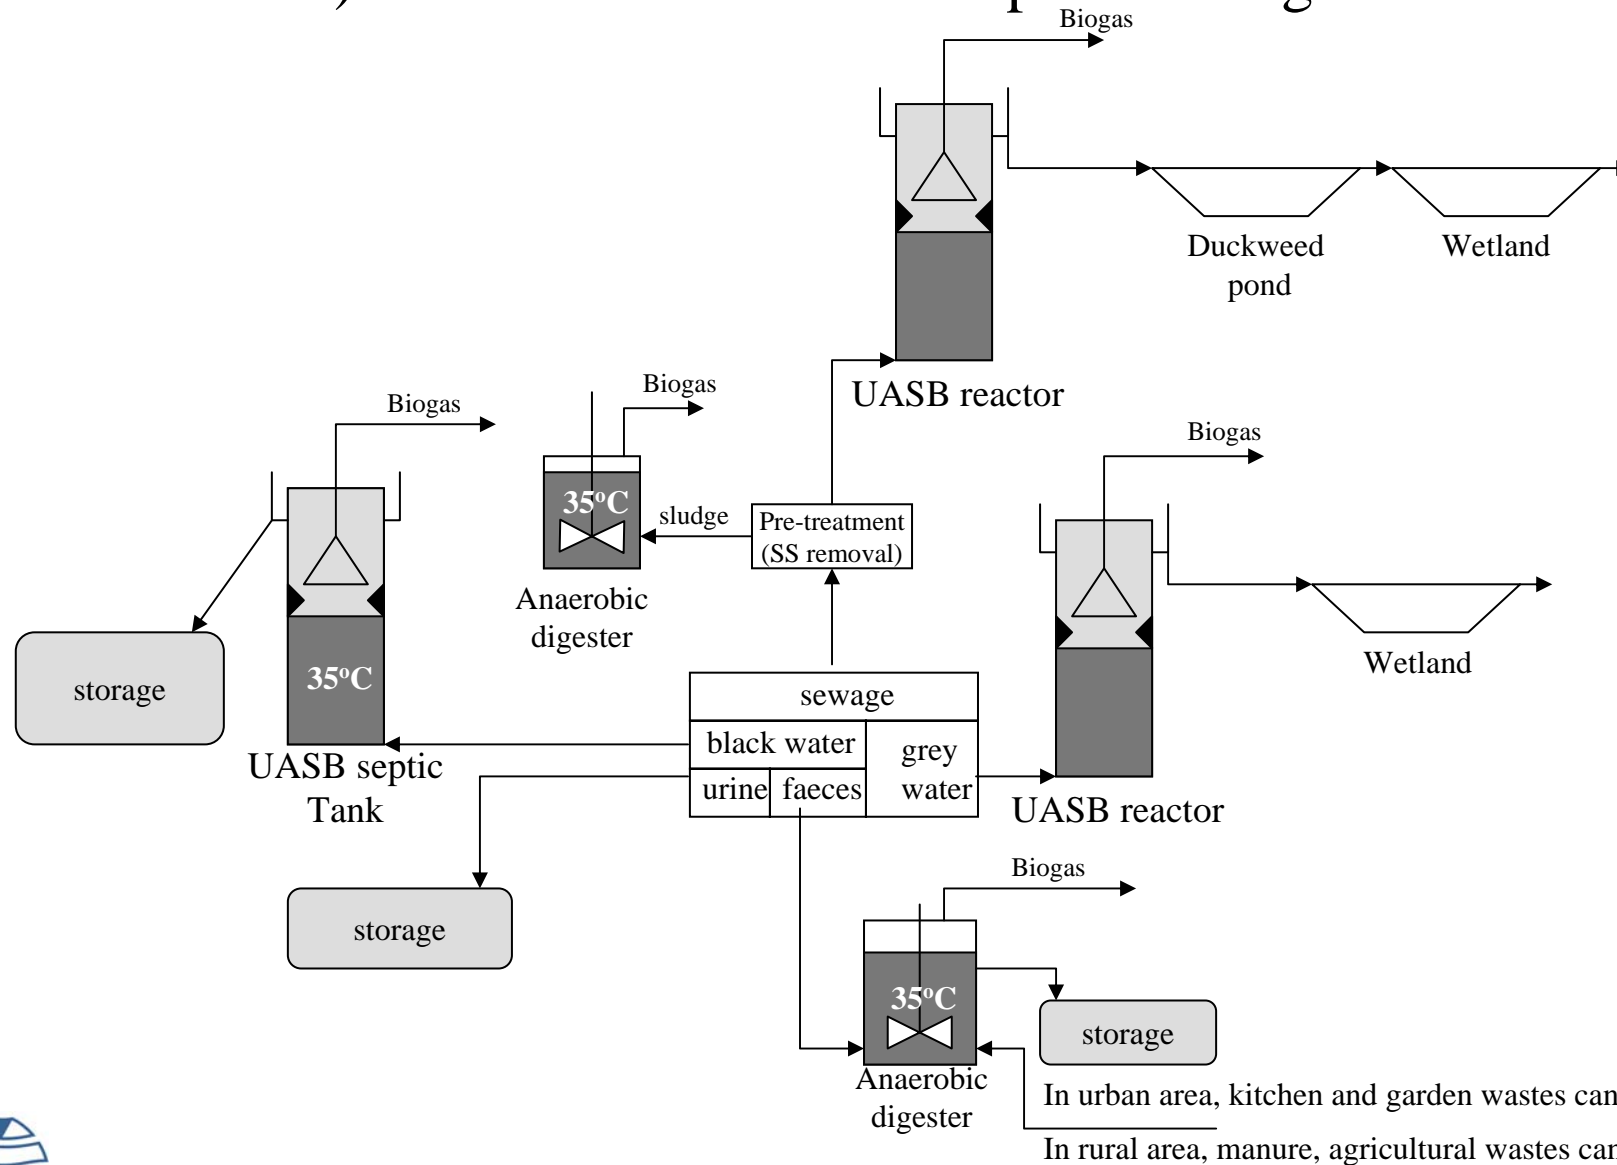 Biogas
Duckweed
pond
Wetland
UASB reactor
Biogas
Biogas
35ºC
sludge
Pre-treatment
(SS removal)
Anaerobic
digester
Biogas
Wetland
storage
35ºC
UASB septic
Tank
sewage
black water
grey
water
urine
faeces
UASB reactor
storage
Biogas
35ºC
storage
Anaerobic
digester
In urban area, kitchen and garden wastes can
In rural area, manure, agricultural wastes can